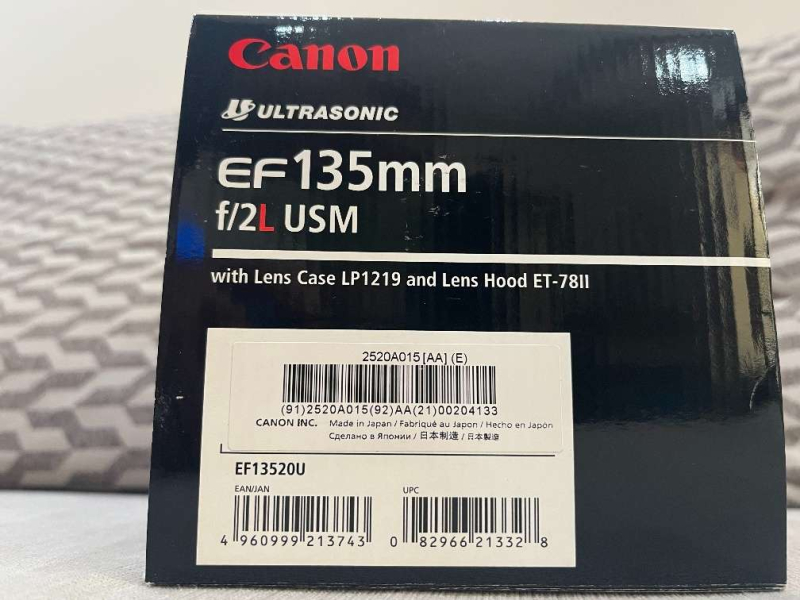 Canon
ULTRASONIC
EF135mm
f/2L USM
with Lens Case LP1219 and Lens Hood ET-78II
2520A015[AA](E)
(91)2520A015(92)AA(21)00204133
CANON INC. Made in Japan / Fabriqué au Japon / Hecho en Japón
Сделано в Японии / 日本制造 / 日本製造
EF13520U
EAN/JAN UPC
4 960999 213743 0 82966 21332 8